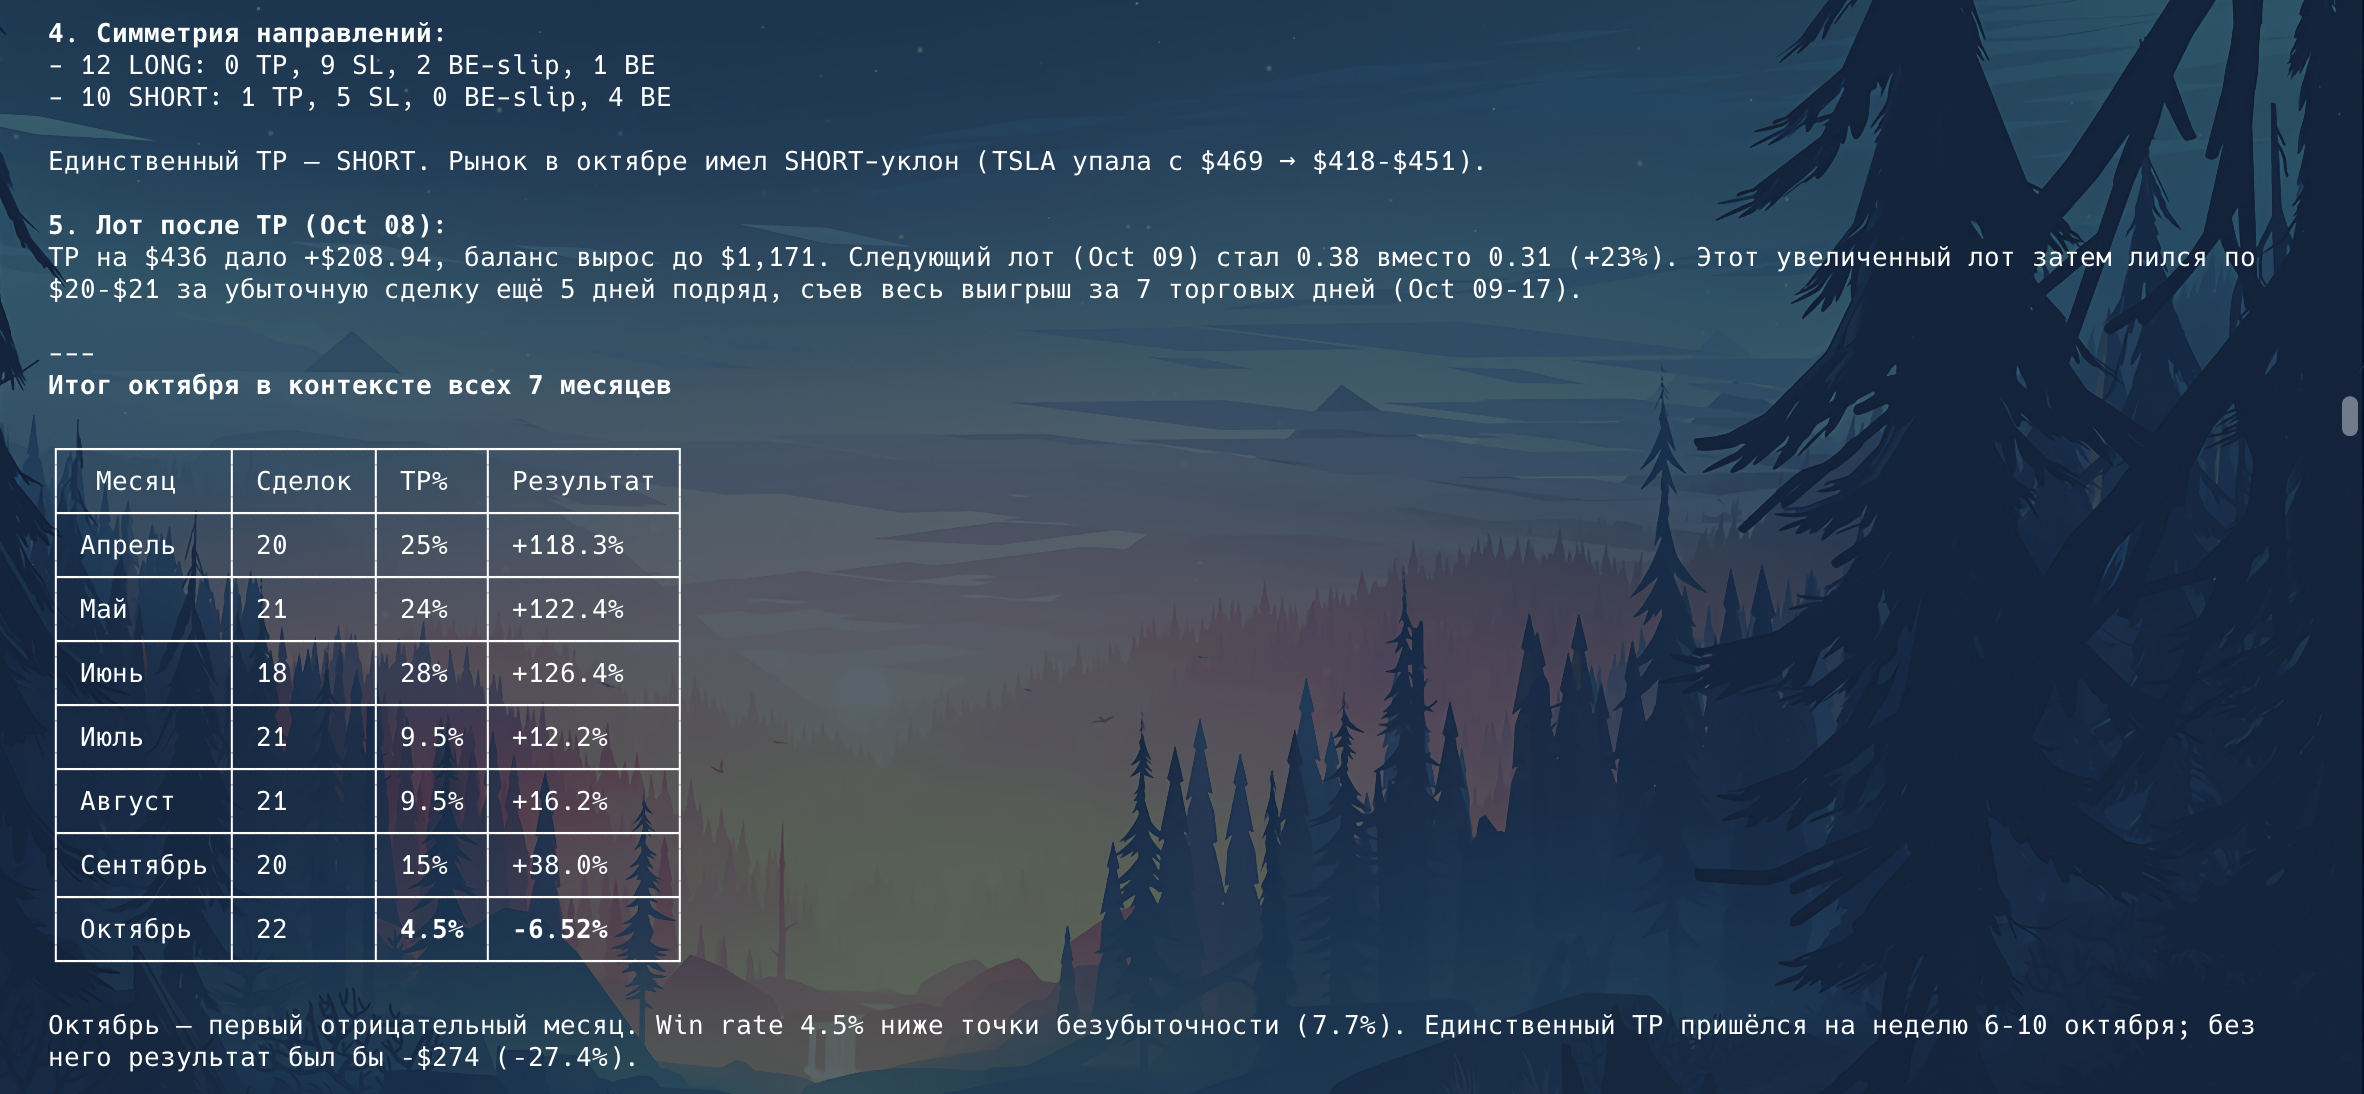 4. Симметрия направлений:
- 12 LONG: 0 TP, 9 SL, 2 BE-slip, 1 BE
- 10 SHORT: 1 TP, 5 SL, 0 BE-slip, 4 BE
Единственный TP — SHORT. Рынок в октябре имел SHORT-уклон (TSLA упала с $469 → $418-$451).
5. Лот после TP (Oct 08):
TP на $436 дало +$208.94, баланс вырос до $1,171. Следующий лот (Oct 09) стал 0.38 вместо 0.31 (+23%). Этот увеличенный лот затем лился по
$20-$21 за убыточную сделку ещё 5 дней подряд, съев весь выигрыш за 7 торговых дней (Oct 09-17).
---
Итог октября в контексте всех 7 месяцев
Месяц Сделок TP% Результат
Апрель 20 25% +118.3%
Май 21 24% +122.4%
Июнь 18 28% +126.4%
Июль 21 9.5% +12.2%
Август 21 9.5% +16.2%
Сентябрь 20 15% +38.0%
Октябрь 22 4.5% -6.52%
Октябрь — первый отрицательный месяц. Win rate 4.5% ниже точки безубыточности (7.7%). Единственный TP пришёлся на неделю 6-10 октября; без
него результат был бы -$274 (-27.4%).